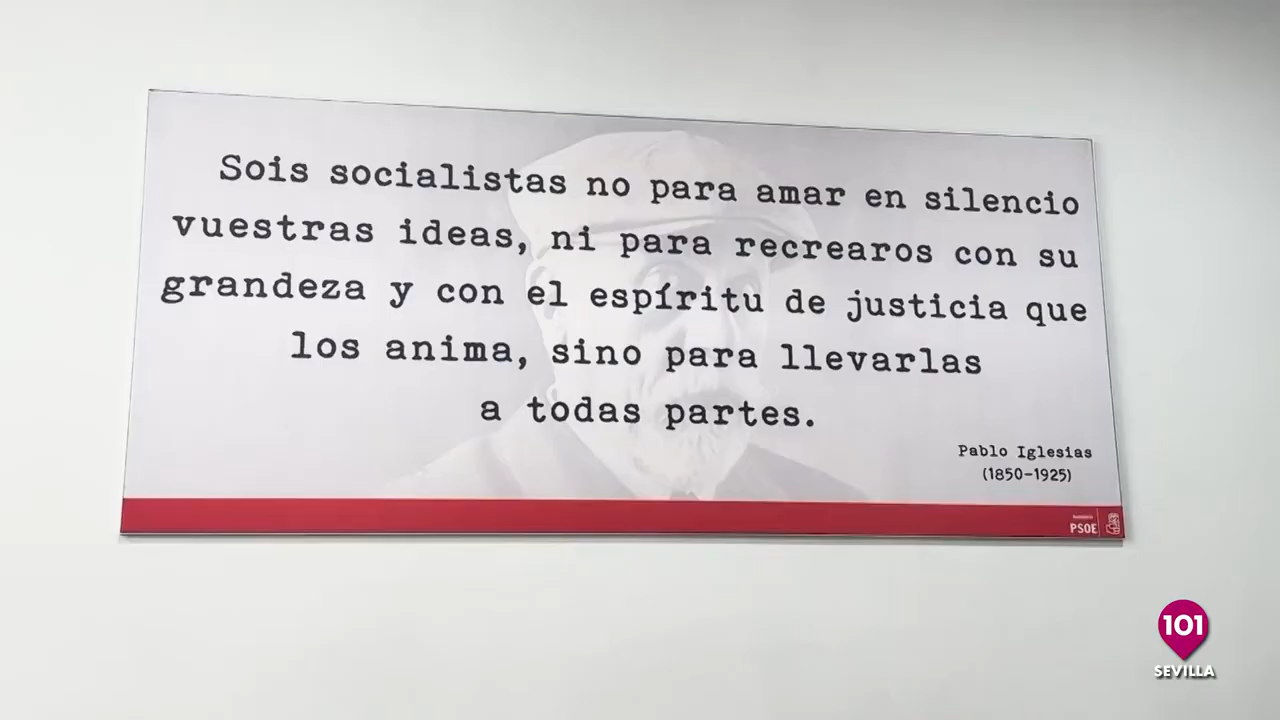 Sois socialistas no para amar en silencio
vuestras ideas, ni para recrearos con su
grandeza y con el espíritu de justicia que
los anima, sino para llevarlas
a todas partes.
Pablo Iglesias
(1850-1925)
PSOE
101
SEVILLA